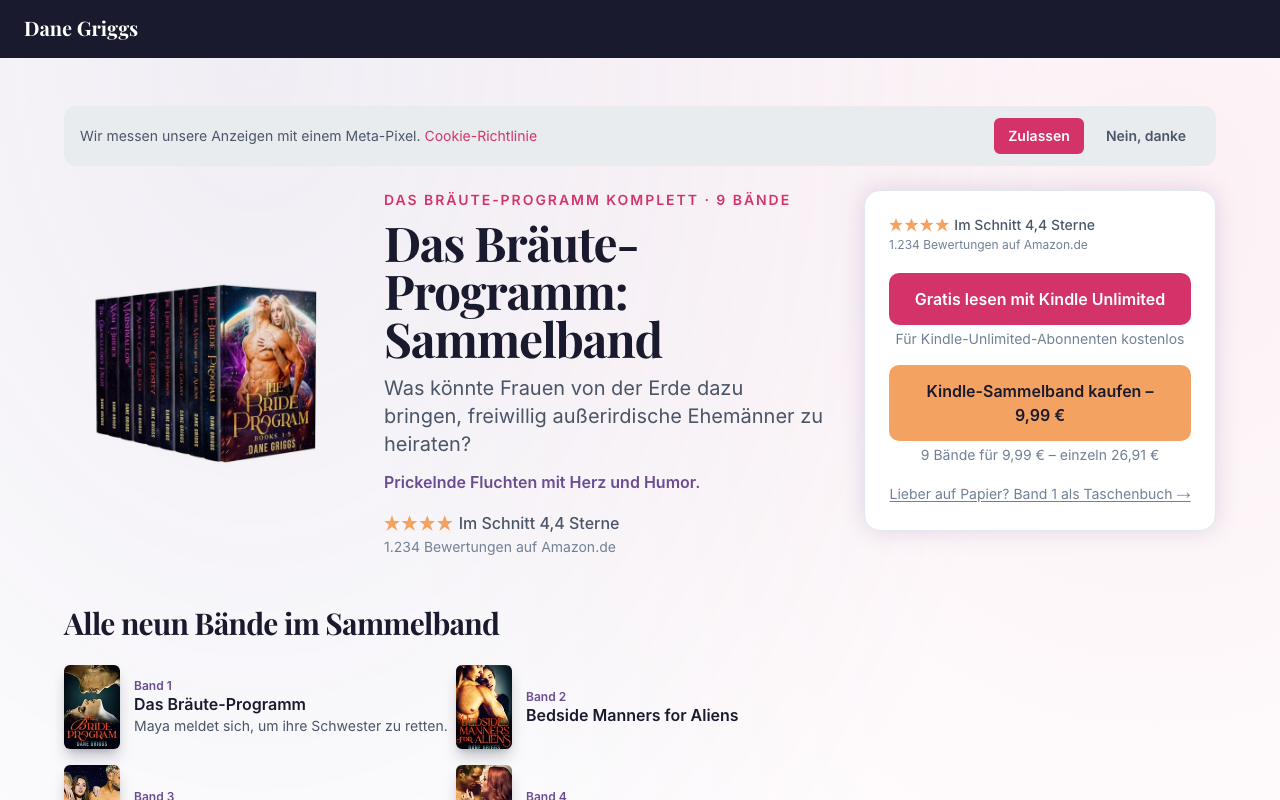 Dane Griggs
Wir messen unsere Anzeigen mit einem Meta-Pixel. Cookie-Richtlinie
Zulassen
Nein, danke
DAS BRÄUTE-PROGRAMM KOMPLETT · 9 BÄNDE
Das Bräute-
Programm:
Sammelband
Was könnte Frauen von der Erde dazu
bringen, freiwillig außerirdische Ehemänner zu
heiraten?
Prickelnde Fluchten mit Herz und Humor.
★★★★ Im Schnitt 4,4 Sterne
1.234 Bewertungen auf Amazon.de
THE
BRIDE
PROGRAM
BOOKS 1-9
DANE GRIGGS
★★★★ Im Schnitt 4,4 Sterne
1.234 Bewertungen auf Amazon.de
Gratis lesen mit Kindle Unlimited
Für Kindle-Unlimited-Abonnenten kostenlos
Kindle-Sammelband kaufen –
9,99 €
9 Bände für 9,99 € – einzeln 26,91 €
Lieber auf Papier? Band 1 als Taschenbuch →
Alle neun Bände im Sammelband
BRIDE
PROGRAM
DANE GRIGGS
Band 1
Das Bräute-Programm
Maya meldet sich, um ihre Schwester zu retten.
BEDSIDE
MANNERS
FOR ALIENS
DANE GRIGGS
Band 2
Bedside Manners for Aliens
Band 3
Band 4